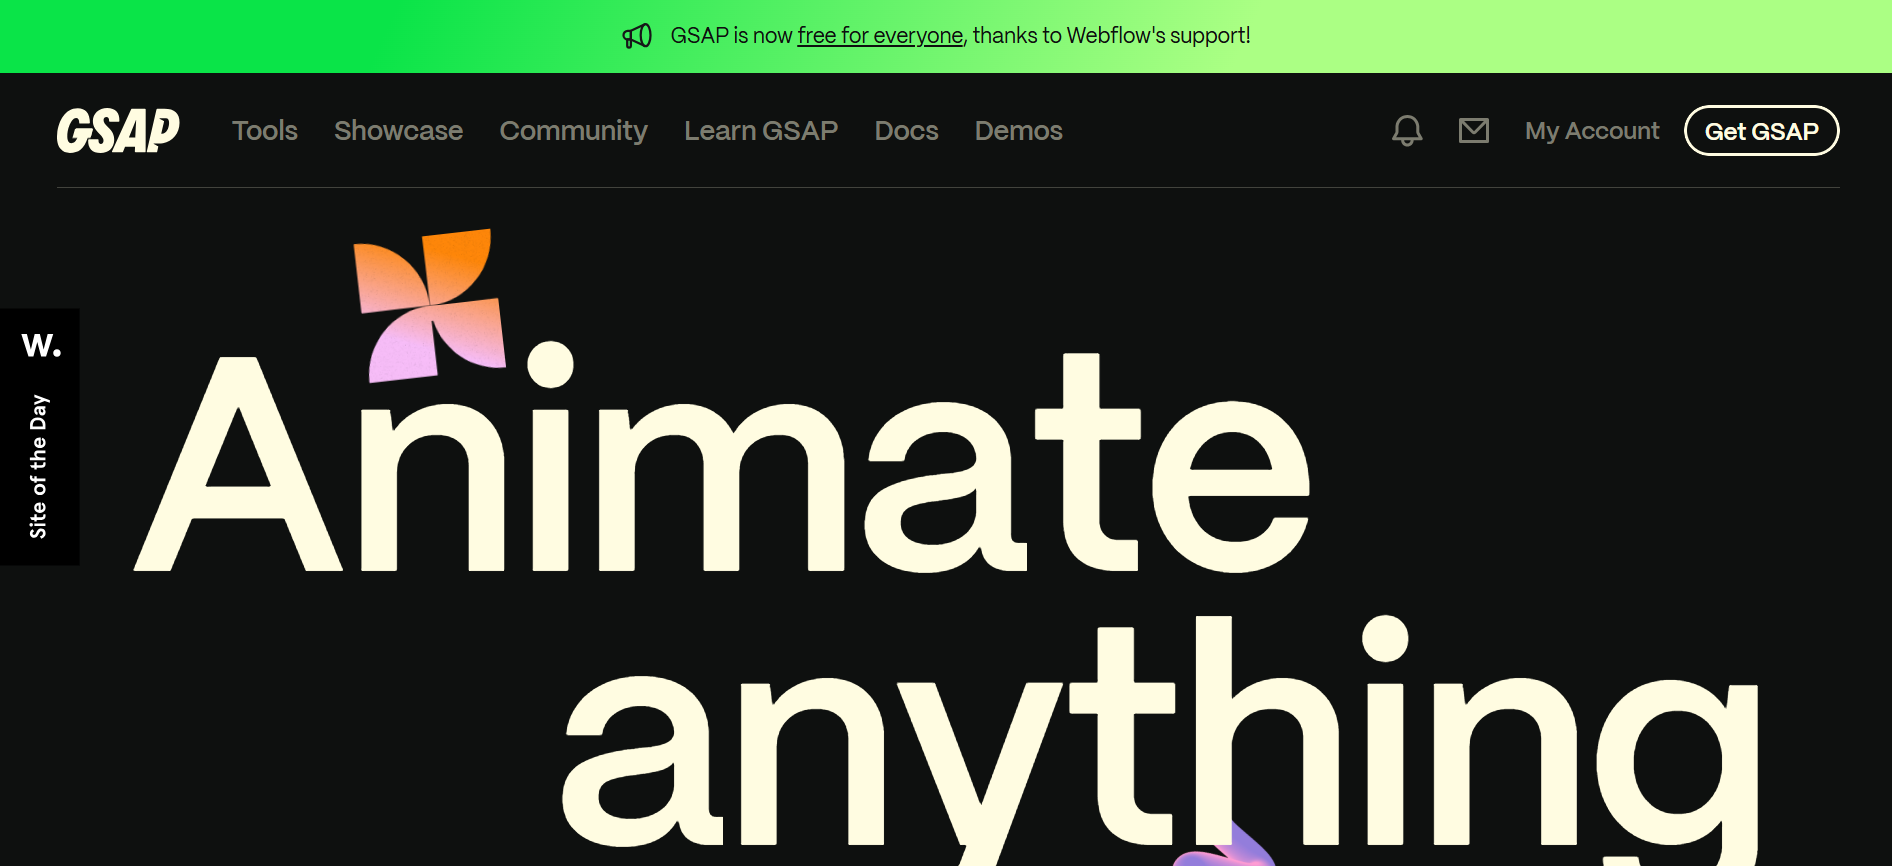 GSAP is now free for everyone, thanks to Webflow's support!
GSAP
Tools
Showcase
Community
Learn GSAP
Docs
Demos
My Account
Get GSAP
W.
Site of the Day
Animate
anything